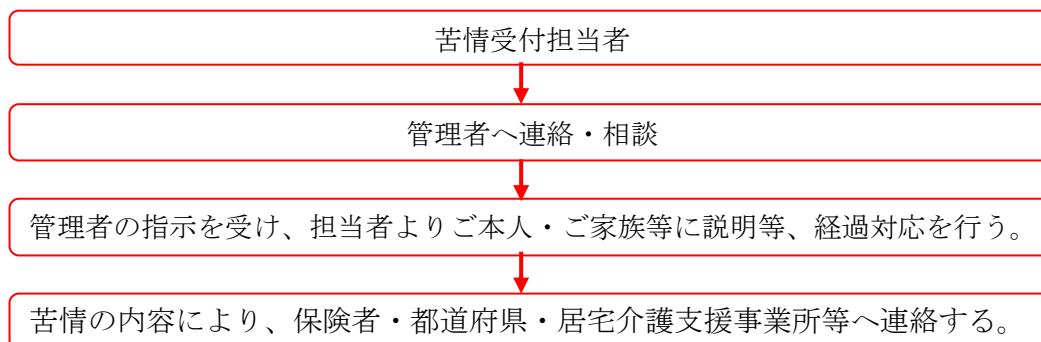 苦情受付担当者
管理者へ連絡・相談
管理者の指示を受け、担当者よりご本人・ご家族等に説明等、経過対応を行う。
苦情の内容により、保険者・都道府県・居宅介護支援事業所等へ連絡する。